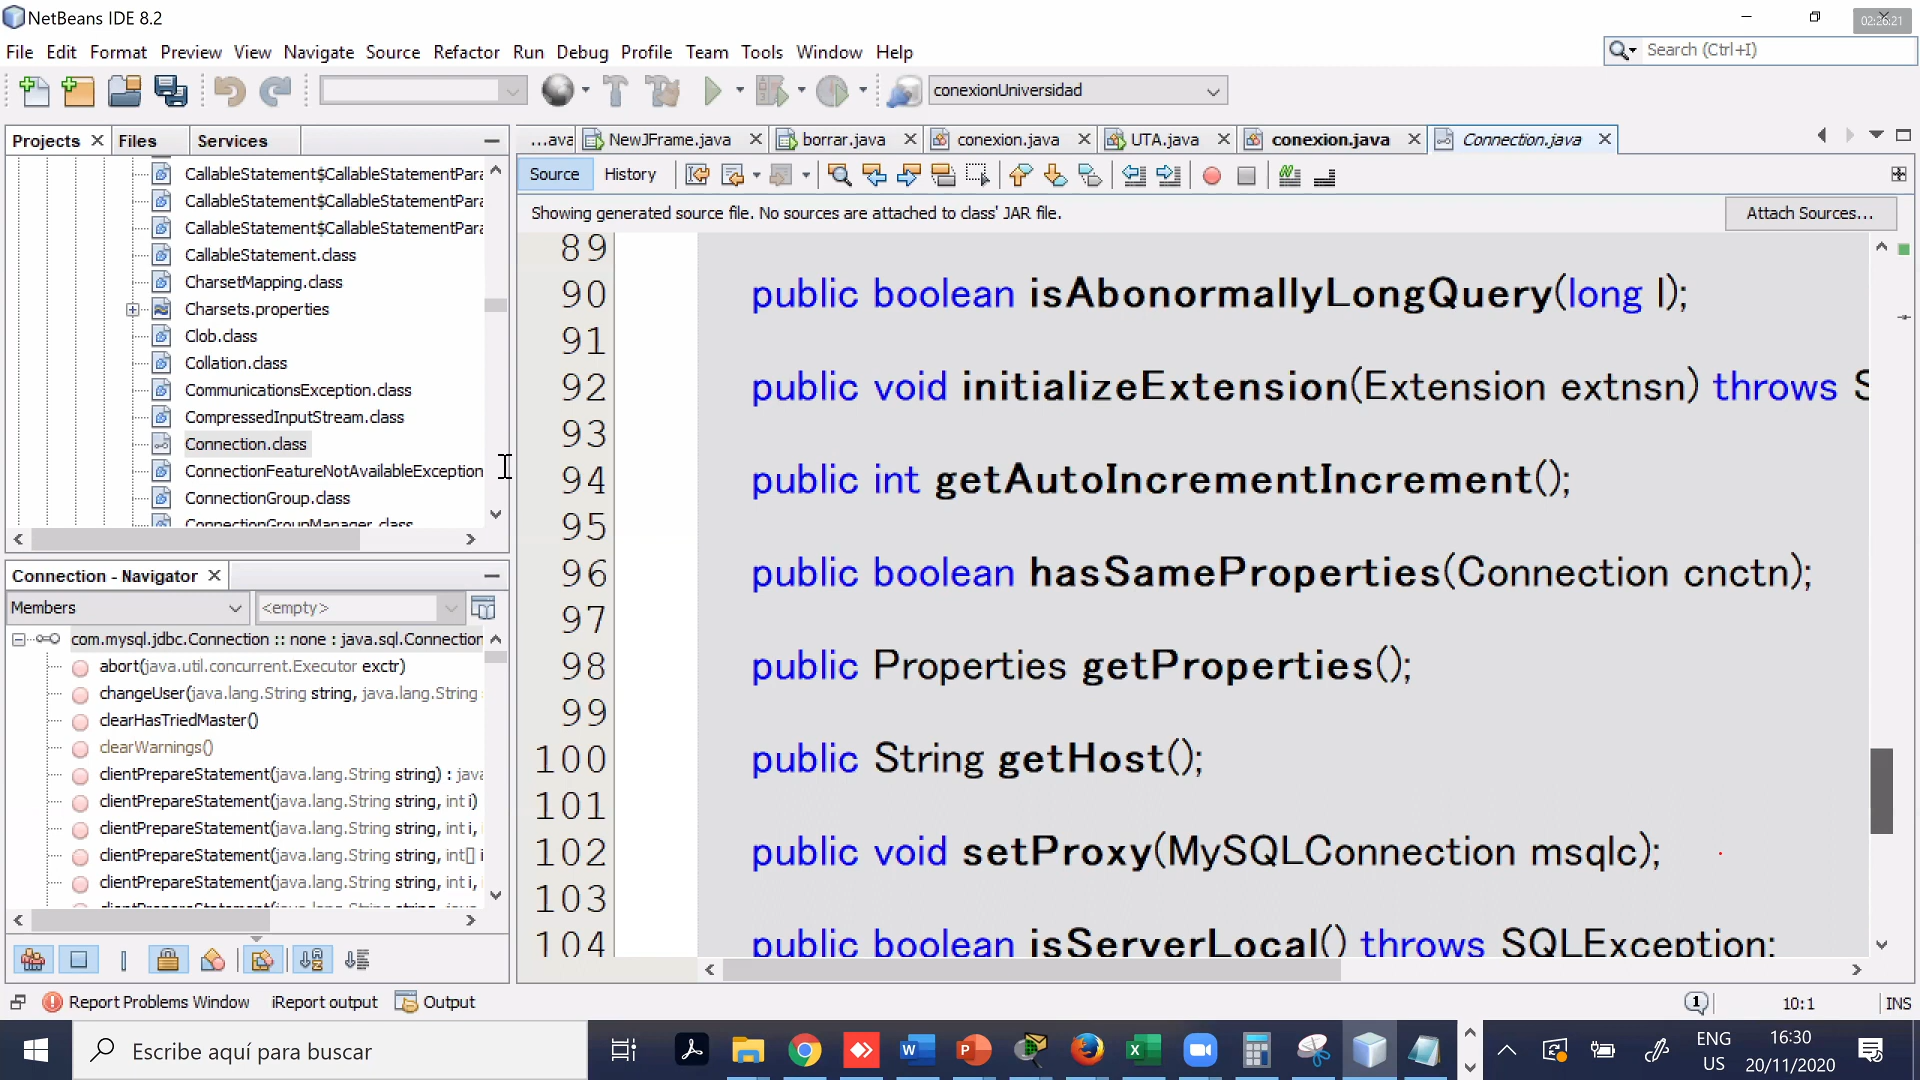 NetBeans IDE 8.2
02:26:21
File Edit Format Preview View Navigate Source Refactor Run Debug Profile Team Tools Window Help
Search (Ctrl+I)
conexionUniversidad
Projects Files Services
...ava NewJFrame.java borrar.java conexion.java UTA.java conexion.java Connection.java
Source History
Showing generated source file. No sources are attached to class' JAR file.
Attach Sources...
CallableStatement$CallableStatementPara
CallableStatement$CallableStatementPara
CallableStatement$CallableStatementPara
CallableStatement.class
CharsetMapping.class
Charsets.properties
Clob.class
Collation.class
CommunicationsException.class
CompressedInputStream.class
Connection.class
ConnectionFeatureNotAvailableException
ConnectionGroup.class
ConnectionGroupManager.class
89
90 public boolean isAbonormallyLongQuery(long l);
91
92 public void initializeExtension(Extension extnsn) throws S
93
94 public int getAutoIncrementIncrement();
95
96 public boolean hasSameProperties(Connection cnctn);
97
98 public Properties getProperties();
99
100 public String getHost();
101
102 public void setProxy(MySQLConnection msqlc);
103
104 public boolean isServerLocal() throws SQLException;
Connection - Navigator
Members <empty>
com.mysql.jdbc.Connection :: none : java.sql.Connection
abort(java.util.concurrent.Executor exctr)
changeUser(java.lang.String string, java.lang.String
clearHasTriedMaster()
clearWarnings()
clientPrepareStatement(java.lang.String string) : java
clientPrepareStatement(java.lang.String string, int i)
clientPrepareStatement(java.lang.String string, int i,
clientPrepareStatement(java.lang.String string, int[] i
clientPrepareStatement(java.lang.String string, int i,
Report Problems Window iReport output Output
1
10:1 INS
Escribe aquí para buscar
ENG
US
16:30
20/11/2020